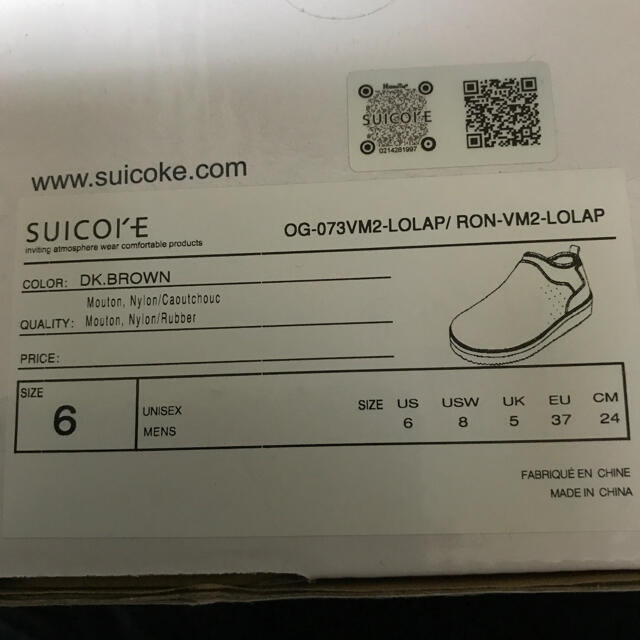 SUICOKE
0214281997
www.suicoke.com
SUICOKE
inviting atmosphere wear comfortable products
OG-073VM2-LOLAP/ RON-VM2-LOLAP
COLOR: DK.BROWN
Mouton, Nylon/Caoutchouc
QUALITY: Mouton, Nylon/Rubber
PRICE:
SIZE
6
UNISEX
MENS
SIZE US USW UK EU CM
6 8 5 37 24
FABRIQUÉ EN CHINE
MADE IN CHINA